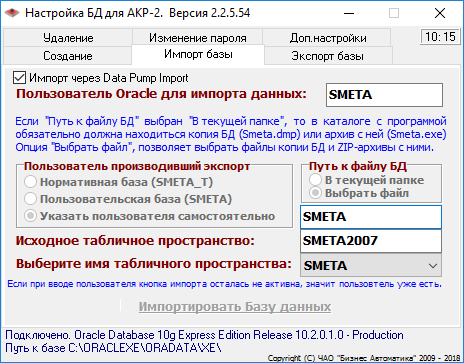 Настройка БД для АКР-2. Версия 2.2.5.54
Удаление Изменение пароля Доп.настройки 10:15
Создание Импорт базы Экспорт базы
Импорт через Data Pump Import
Пользователь Oracle для импорта данных: SMETA
Если "Путь к файлу БД" выбран "В текущей папке", то в каталоге с программой
обязательно должна находиться копия БД (Smeta.dmp) или архив с ней (Smeta.exe)
Опция "Выбрать файл", позволяет выбрать файлы копии БД и ZIP-архивы с ними.
Пользователь производивший экспорт
Нормативная база (SMETA_T)
Пользовательская база (SMETA)
Указать пользователя самостоятельно
Путь к файлу БД
В текущей папке
Выбрать файл
SMETA
Исходное табличное пространство: SMETA2007
Выберите имя табличного пространства: SMETA
Если при вводе пользователя кнопка импорта осталась не активна, значит пользователь уже есть.
Импортировать Базу данных
Подключено. Oracle Database 10g Express Edition Release 10.2.0.1.0 - Production
Путь к базе C:\ORACLEXE\ORADATA\XE\
Copyright (C) ЧАО "Бизнес Автоматика" 2009 - 2018